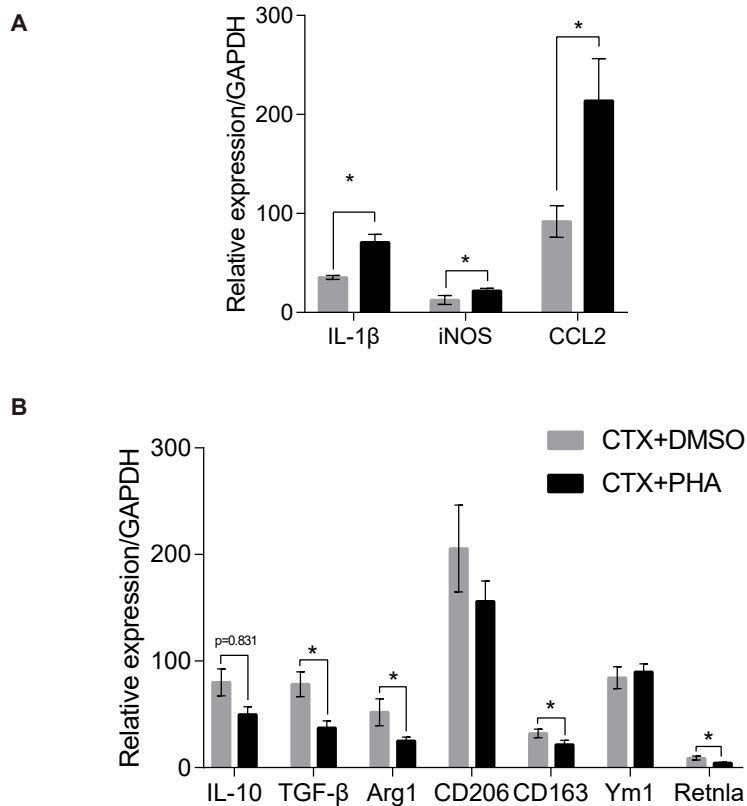 A
Relative expression/GAPDH
300
200
100
0
*
*
*
IL-1β iNOS CCL2
B
CTX+DMSO
CTX+PHA
Relative expression/GAPDH
300
200
100
0
p=0.831
*
*
*
*
IL-10 TGF-β Arg1 CD206 CD163 Ym1 Retnla